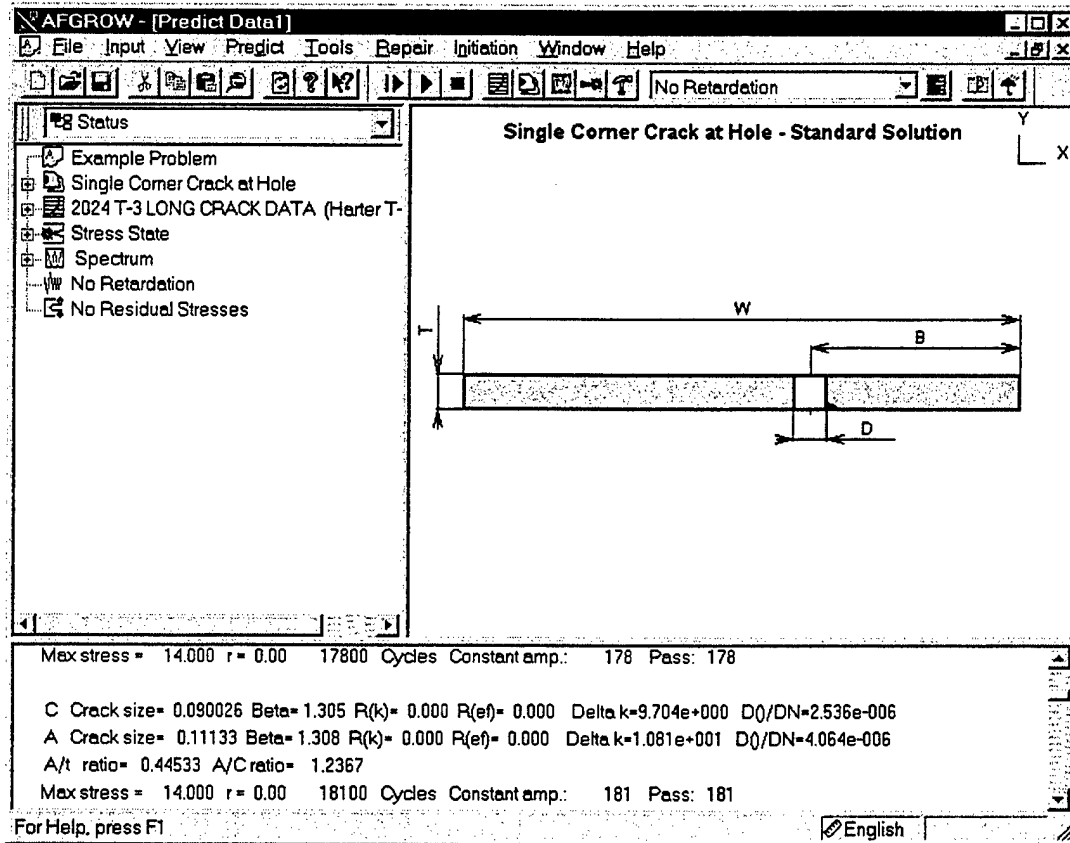 AFGROW - [Predict Data1]
File Input View Predict Tools Repair Initiation Window Help
No Retardation
Status
Example Problem
Single Corner Crack at Hole
2024 T-3 LONG CRACK DATA (Harter T-
Stress State
Spectrum
No Retardation
No Residual Stresses
Single Corner Crack at Hole - Standard Solution
Y
X
W
B
T
D
Max stress = 14.000 r = 0.00 17800 Cycles Constant amp.: 178 Pass: 178
C Crack size= 0.090026 Beta= 1.305 R(k)= 0.000 R(ef)= 0.000 Delta k=9.704e+000 D()/DN=2.536e-006
A Crack size= 0.11133 Beta= 1.308 R(k)= 0.000 R(ef)= 0.000 Delta k=1.081e+001 D()/DN=4.064e-006
A/t ratio= 0.44533 A/C ratio= 1.2367
Max stress = 14.000 r = 0.00 18100 Cycles Constant amp.: 181 Pass: 181
For Help, press F1
English